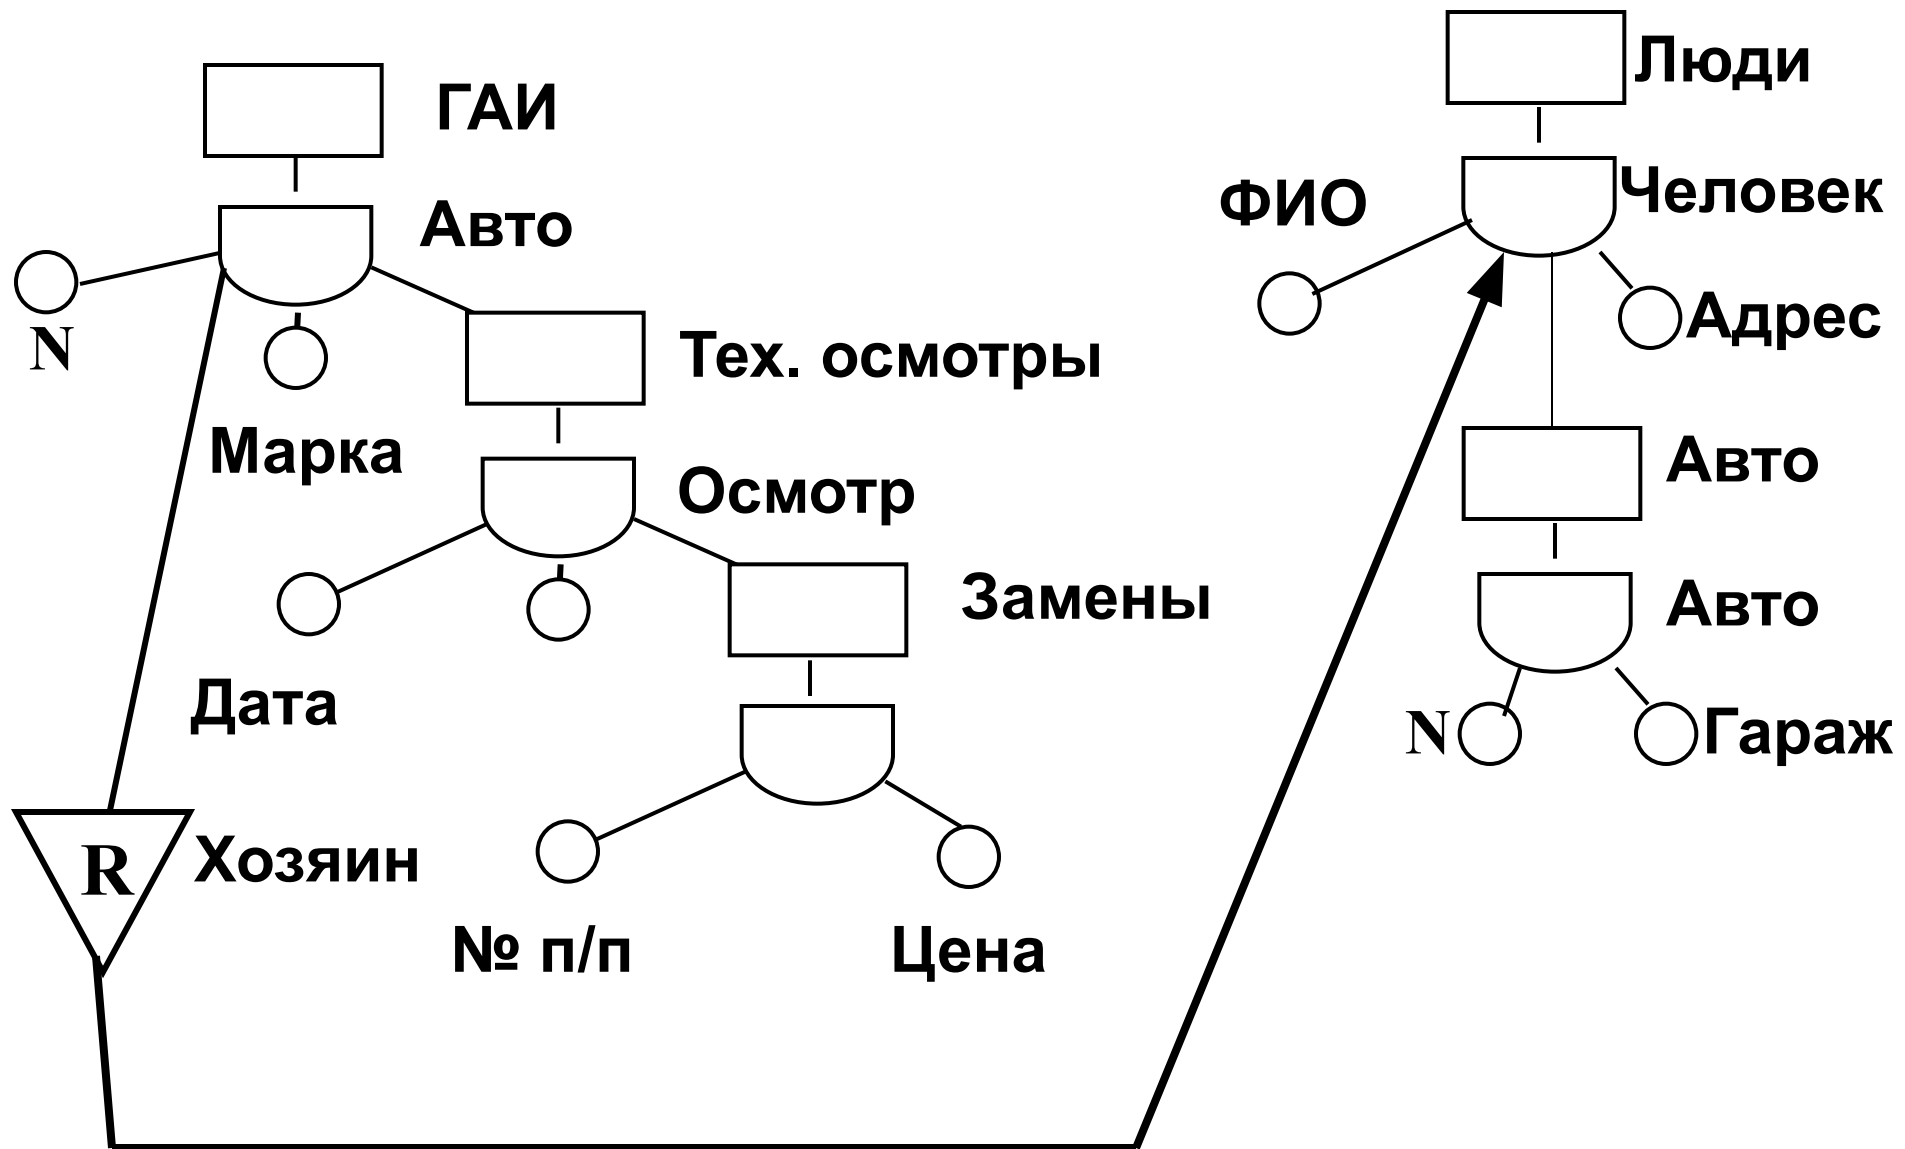 ГАИ
Люди
Авто
ФИО
Человек
N
Марка
Тех. осмотры
Адрес
Осмотр
Авто
Дата
Замены
Авто
N
Гараж
R
Хозяин
№ п/п
Цена